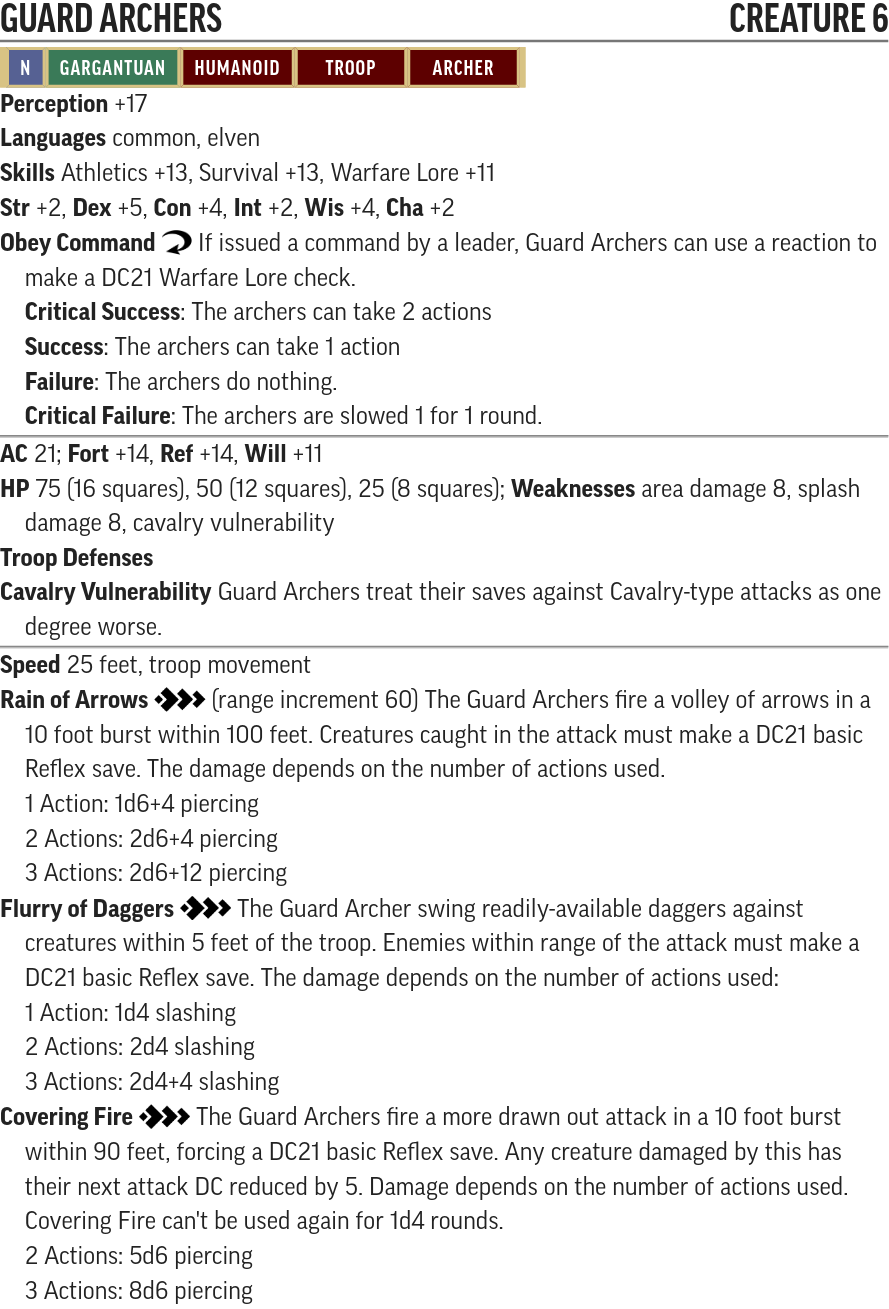 GUARD ARCHERS CREATURE 6
N GARGANTUAN HUMANOID TROOP ARCHER
Perception +17
Languages common, elven
Skills Athletics +13, Survival +13, Warfare Lore +11
Str +2, Dex +5, Con +4, Int +2, Wis +4, Cha +2
Obey Command If issued a command by a leader, Guard Archers can use a reaction to
make a DC21 Warfare Lore check.
Critical Success: The archers can take 2 actions
Success: The archers can take 1 action
Failure: The archers do nothing.
Critical Failure: The archers are slowed 1 for 1 round.
AC 21; Fort +14, Ref +14, Will +11
HP 75 (16 squares), 50 (12 squares), 25 (8 squares); Weaknesses area damage 8, splash
damage 8, cavalry vulnerability
Troop Defenses
Cavalry Vulnerability Guard Archers treat their saves against Cavalry-type attacks as one
degree worse.
Speed 25 feet, troop movement
Rain of Arrows (range increment 60) The Guard Archers fire a volley of arrows in a
10 foot burst within 100 feet. Creatures caught in the attack must make a DC21 basic
Reflex save. The damage depends on the number of actions used.
1 Action: 1d6+4 piercing
2 Actions: 2d6+4 piercing
3 Actions: 2d6+12 piercing
Flurry of Daggers The Guard Archer swing readily-available daggers against
creatures within 5 feet of the troop. Enemies within range of the attack must make a
DC21 basic Reflex save. The damage depends on the number of actions used:
1 Action: 1d4 slashing
2 Actions: 2d4 slashing
3 Actions: 2d4+4 slashing
Covering Fire The Guard Archers fire a more drawn out attack in a 10 foot burst
within 90 feet, forcing a DC21 basic Reflex save. Any creature damaged by this has
their next attack DC reduced by 5. Damage depends on the number of actions used.
Covering Fire can't be used again for 1d4 rounds.
2 Actions: 5d6 piercing
3 Actions: 8d6 piercing